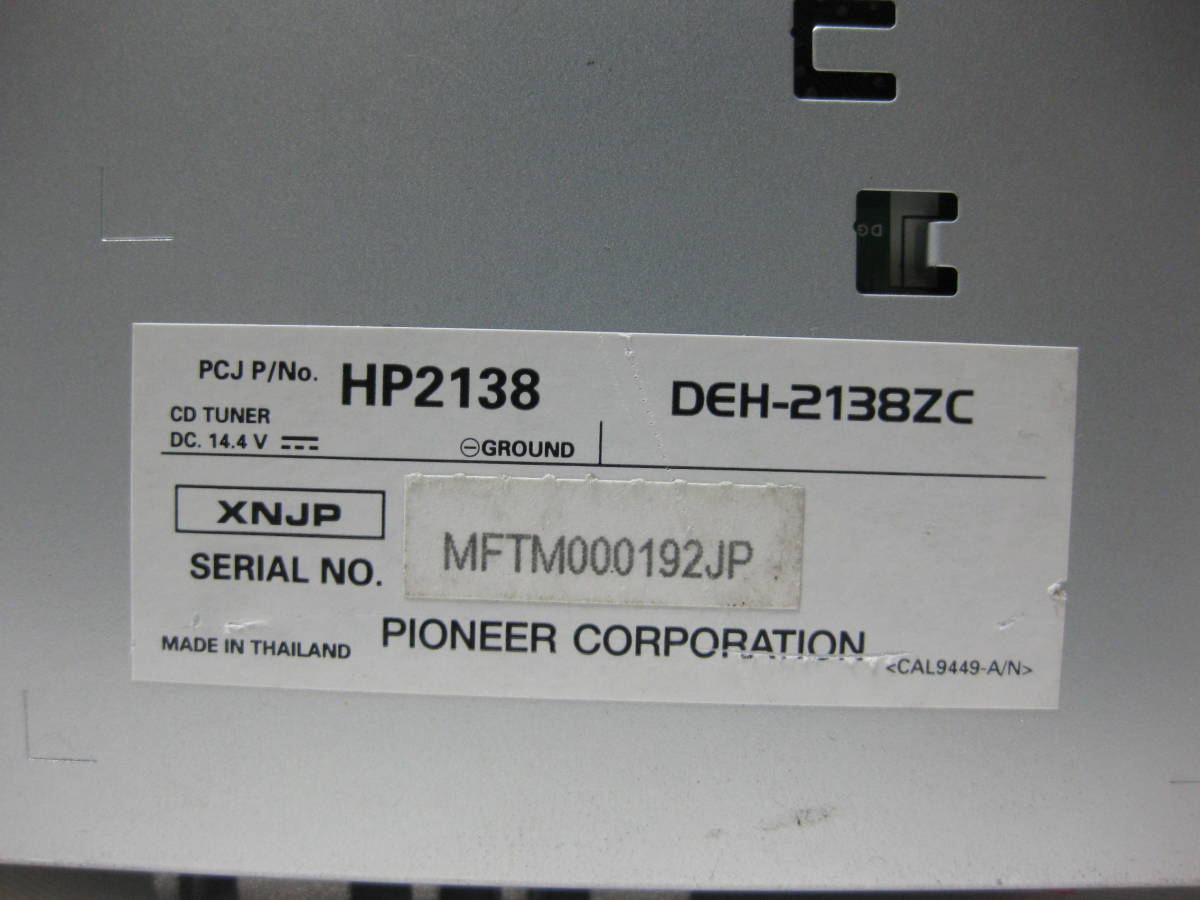 DG
PCJ P/No. HP2138
DEH-2138ZC
CD TUNER
DC. 14.4 V
⊖GROUND
XNJP
SERIAL NO. MFTM000192JP
MADE IN THAILAND
PIONEER CORPORATION
<CAL9449-A/N>